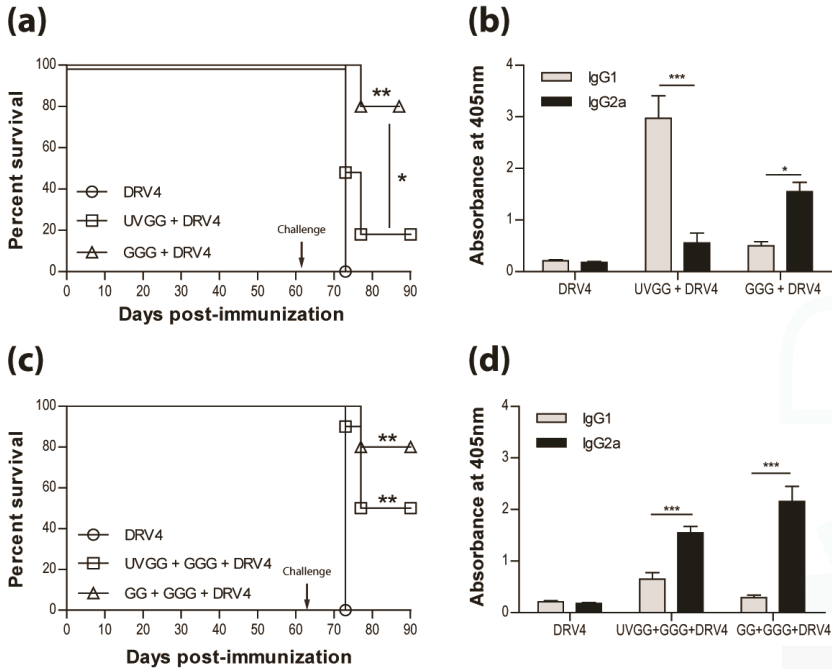 (a)
Percent survival
100
80
60
40
20
0
DRV4
UVGG + DRV4
GGG + DRV4
Challenge
**
*
0 10 20 30 40 50 60 70 80 90
Days post-immunization
(b)
Absorbance at 405nm
4
3
2
1
0
IgG1
IgG2a
***
*
DRV4 UVGG + DRV4 GGG + DRV4
(c)
Percent survival
100
80
60
40
20
0
DRV4
UVGG + GGG + DRV4
GG + GGG + DRV4
Challenge
**
**
0 10 20 30 40 50 60 70 80 90
Days post-immunization
(d)
Absorbance at 405nm
4
3
2
1
0
IgG1
IgG2a
***
***
DRV4 UVGG+GGG+DRV4 GG+GGG+DRV4